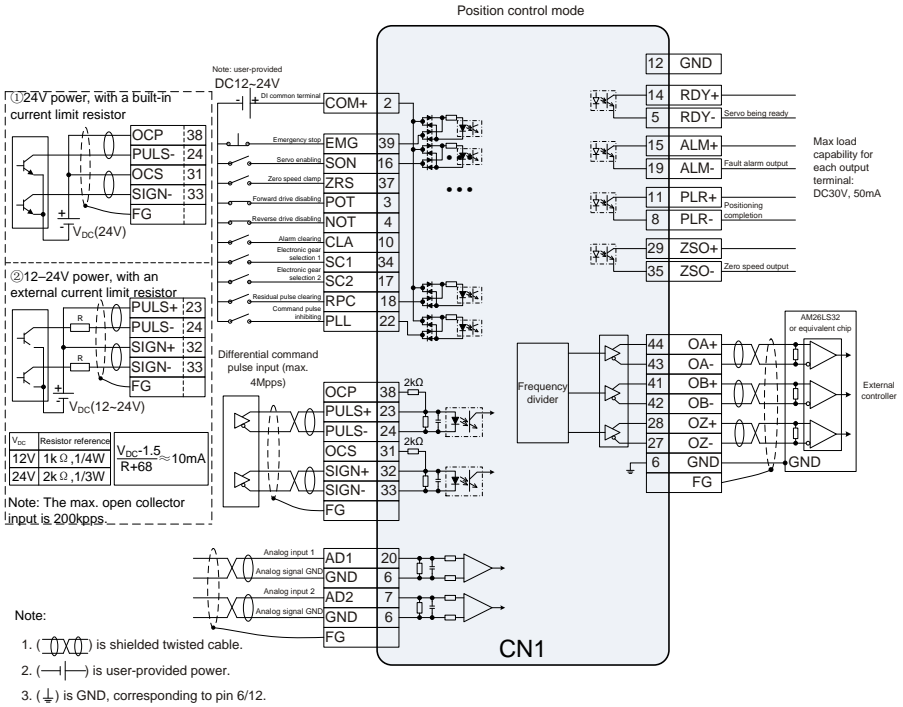 Position control mode
①24V power, with a built-in
current limit resistor
OCP 38
PULS- 24
OCS 31
SIGN- 33
FG
+
-
VDC(24V)
②12–24V power, with an
external current limit resistor
PULS+ 23
R
PULS- 24
SIGN+ 32
R
SIGN- 33
FG
+
-
VDC(12~24V)
VDC Resistor reference
12V 1kΩ,1/4W
24V 2kΩ,1/3W
VDC-1.5
R+68
≈10mA
Note: The max. open collector
input is 200kpps.
Note: user-provided
DC12~24V
- +
DI common terminal COM+ 2
Emergency stop EMG 39
Servo enabling SON 16
Zero speed clamp ZRS 37
Forward drive disabling POT 3
Reverse drive disabling NOT 4
Alarm clearing CLA 10
Electronic gear
selection 1 SC1 34
Electronic gear
selection 2 SC2 17
Residual pulse clearing RPC 18
Command pulse
inhibiting PLL 22
Differential command
pulse input (max.
4Mpps)
OCP 38 2kΩ
PULS+ 23
PULS- 24
OCS 31 2kΩ
SIGN+ 32
SIGN- 33
FG
Analog input 1 AD1 20
Analog signal GND GND 6
Analog input 2 AD2 7
Analog signal GND GND 6
FG
CN1
12 GND
14 RDY+
5 RDY- Servo being ready
15 ALM+
19 ALM- Fault alarm output
11 PLR+
8 PLR- Positioning
completion
29 ZSO+
35 ZSO- Zero speed output
Max load
capability for
each output
terminal:
DC30V, 50mA
Frequency
divider
44 OA+
43 OA-
41 OB+
42 OB-
28 OZ+
27 OZ-
6 GND
FG
AM26LS32
or equivalent chip
GND
External
controller
Note:
1. ( ) is shielded twisted cable.
2. ( ) is user-provided power.
3. ( ) is GND, corresponding to pin 6/12.